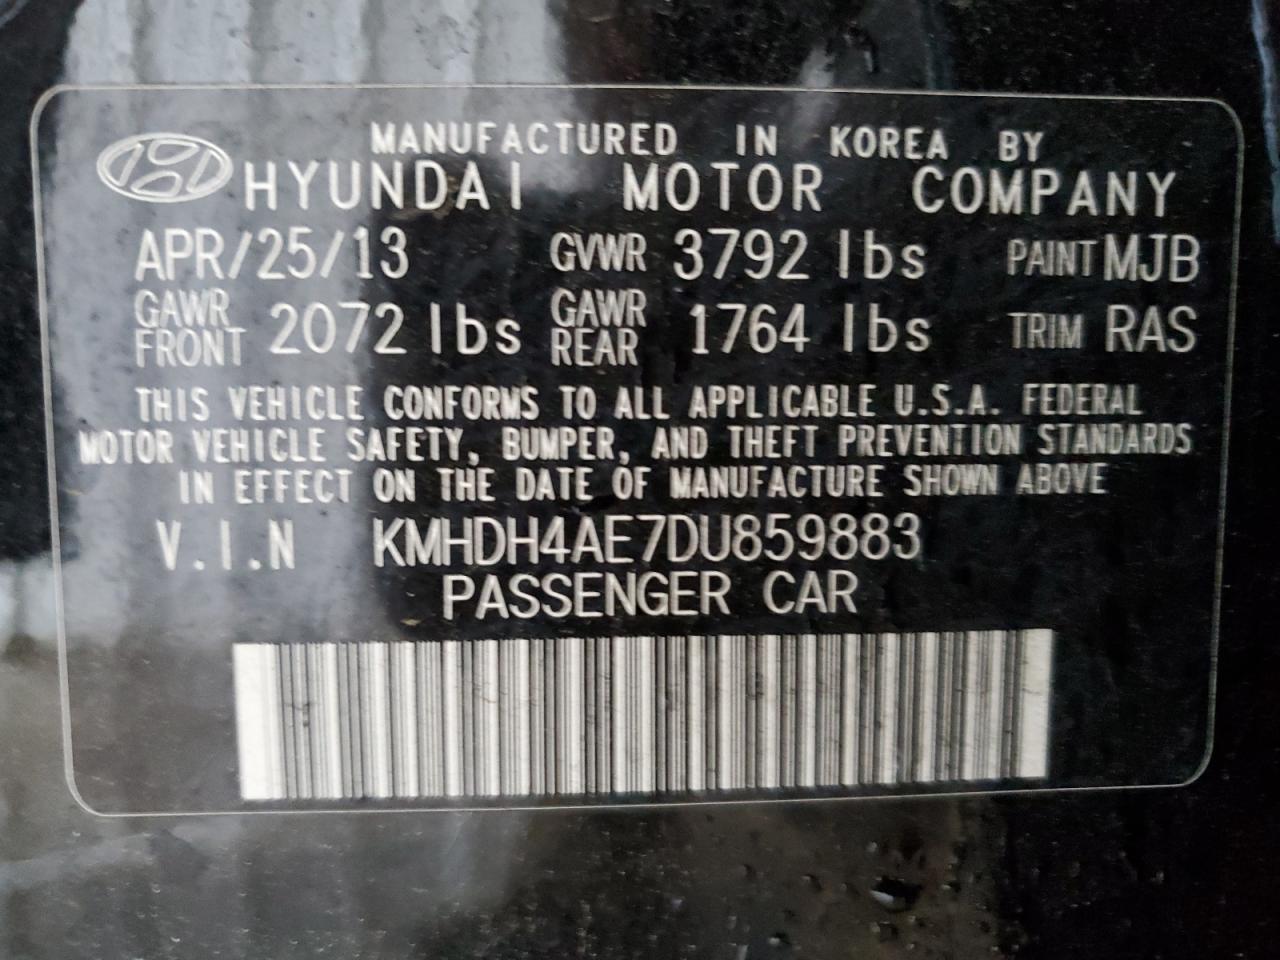 MANUFACTURED IN KOREA BY
HYUNDAI MOTOR COMPANY
APR/25/13 GVWR 3792 lbs PAINT MJB
GAWR FRONT 2072 lbs GAWR REAR 1764 lbs TRIM RAS
THIS VEHICLE CONFORMS TO ALL APPLICABLE U.S.A. FEDERAL
MOTOR VEHICLE SAFETY, BUMPER, AND THEFT PREVENTION STANDARDS
IN EFFECT ON THE DATE OF MANUFACTURE SHOWN ABOVE
V.I.N KMHDH4AE7DU859883
PASSENGER CAR